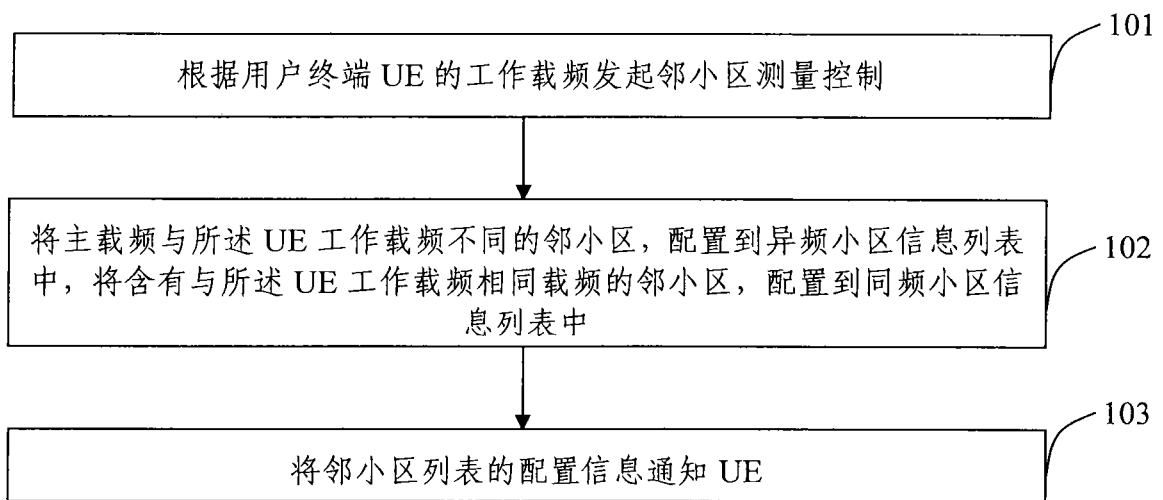 101
根据用户终端 UE 的工作载频发起邻小区测量控制
将主载频与所述 UE 工作载频不同的邻小区，配置到异频小区信息列表
中，将含有与所述 UE 工作载频相同载频的邻小区，配置到同频小区信
息列表中
102
103
将邻小区列表的配置信息通知 UE